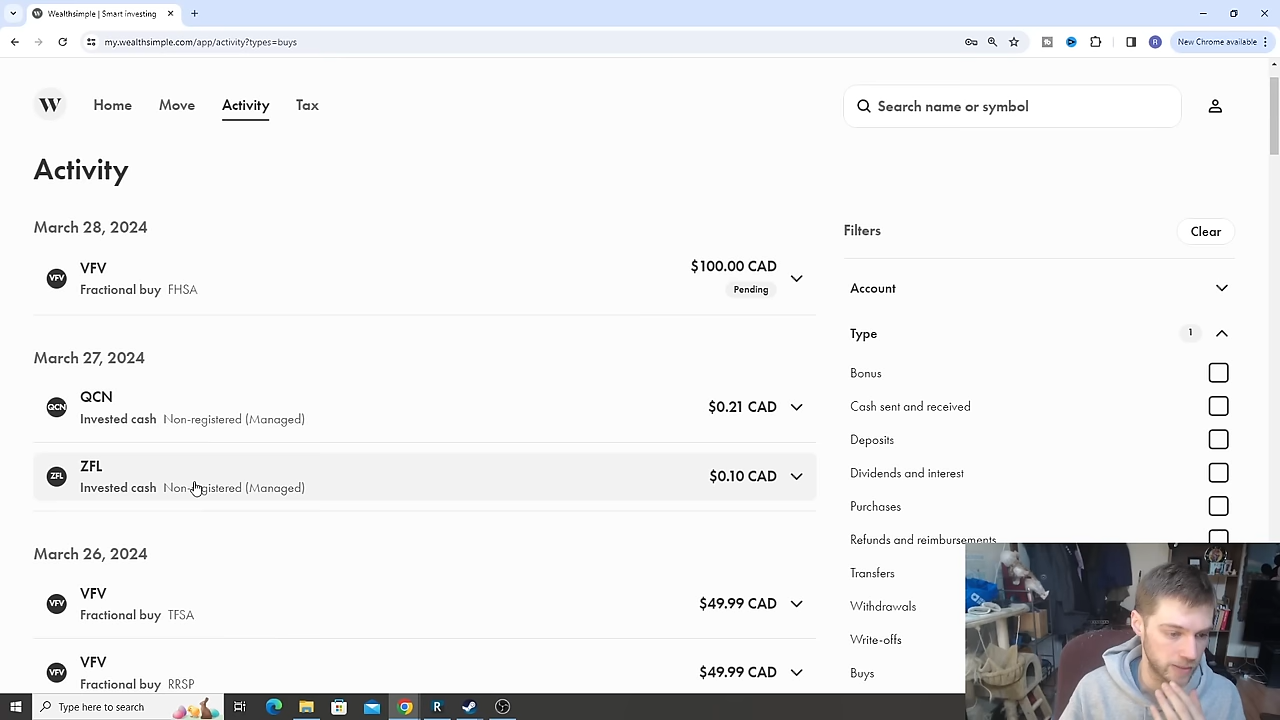 Wealthsimple | Smart investing
my.wealthsimple.com/app/activity?types=buys
New Chrome available
W
Home
Move
Activity
Tax
Search name or symbol
Activity
March 28, 2024
VFV
VFV
$100.00 CAD
Fractional buy FHSA
Pending
March 27, 2024
QCN
QCN
$0.21 CAD
Invested cash Non-registered (Managed)
ZFL
ZFL
$0.10 CAD
Invested cash Non-registered (Managed)
March 26, 2024
VFV
VFV
$49.99 CAD
Fractional buy TFSA
VFV
VFV
$49.99 CAD
Fractional buy RRSP
Filters
Clear
Account
Type
1
Bonus
Cash sent and received
Deposits
Dividends and interest
Purchases
Refunds and reimbursements
Transfers
Withdrawals
Write-offs
Buys
Type here to search